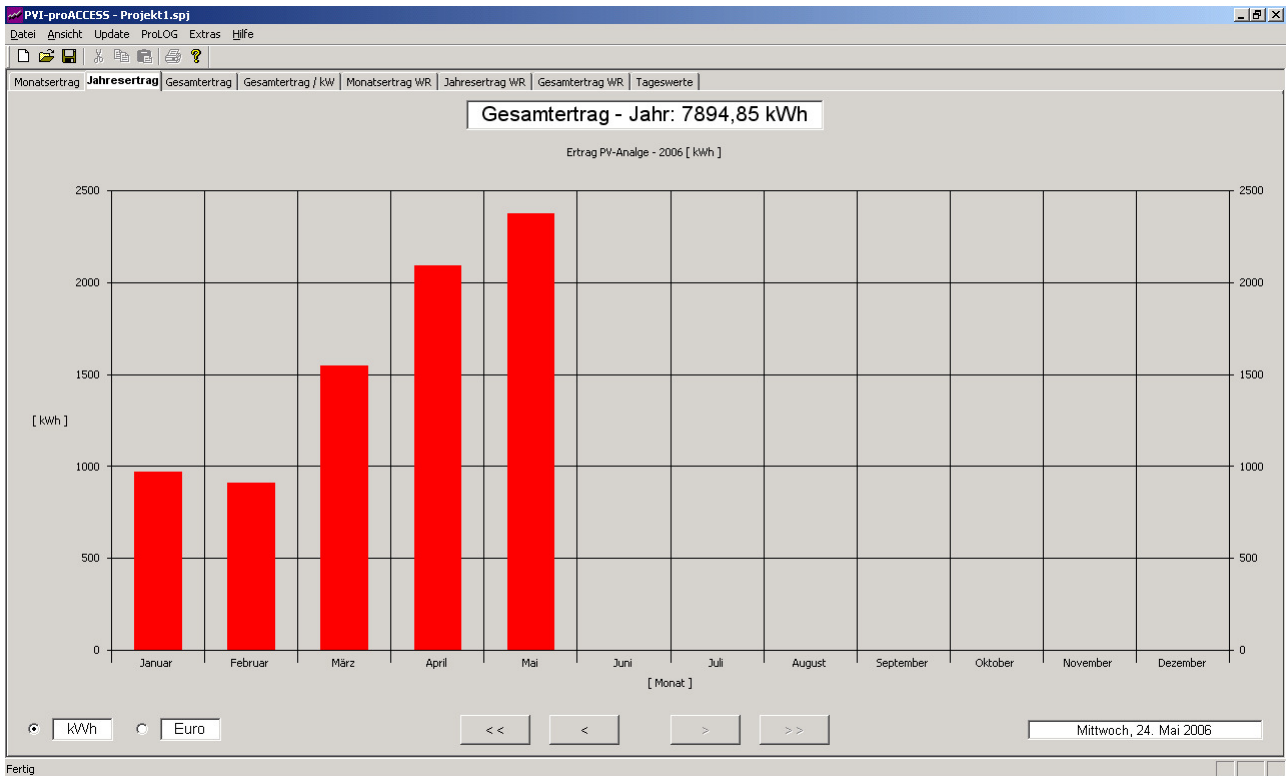 PVI-proACCESS - Projekt1.spj
Datei Ansicht Update ProLOG Extras Hilfe
Monatsertrag Jahresertrag Gesamtertrag Gesamtertrag / kW Monatsertrag WR Jahresertrag WR Gesamtertrag WR Tageswerte
Gesamtertrag - Jahr: 7894,85 kWh
Ertrag PV-Analge - 2006 [ kWh ]
2500 2500
2000 2000
1500 1500
[ kWh ]
1000 1000
500 500
0 0
Januar Februar März April Mai Juni Juli August September Oktober November Dezember
[ Monat ]
kWh Euro << < > >> Mittwoch, 24. Mai 2006
Fertig